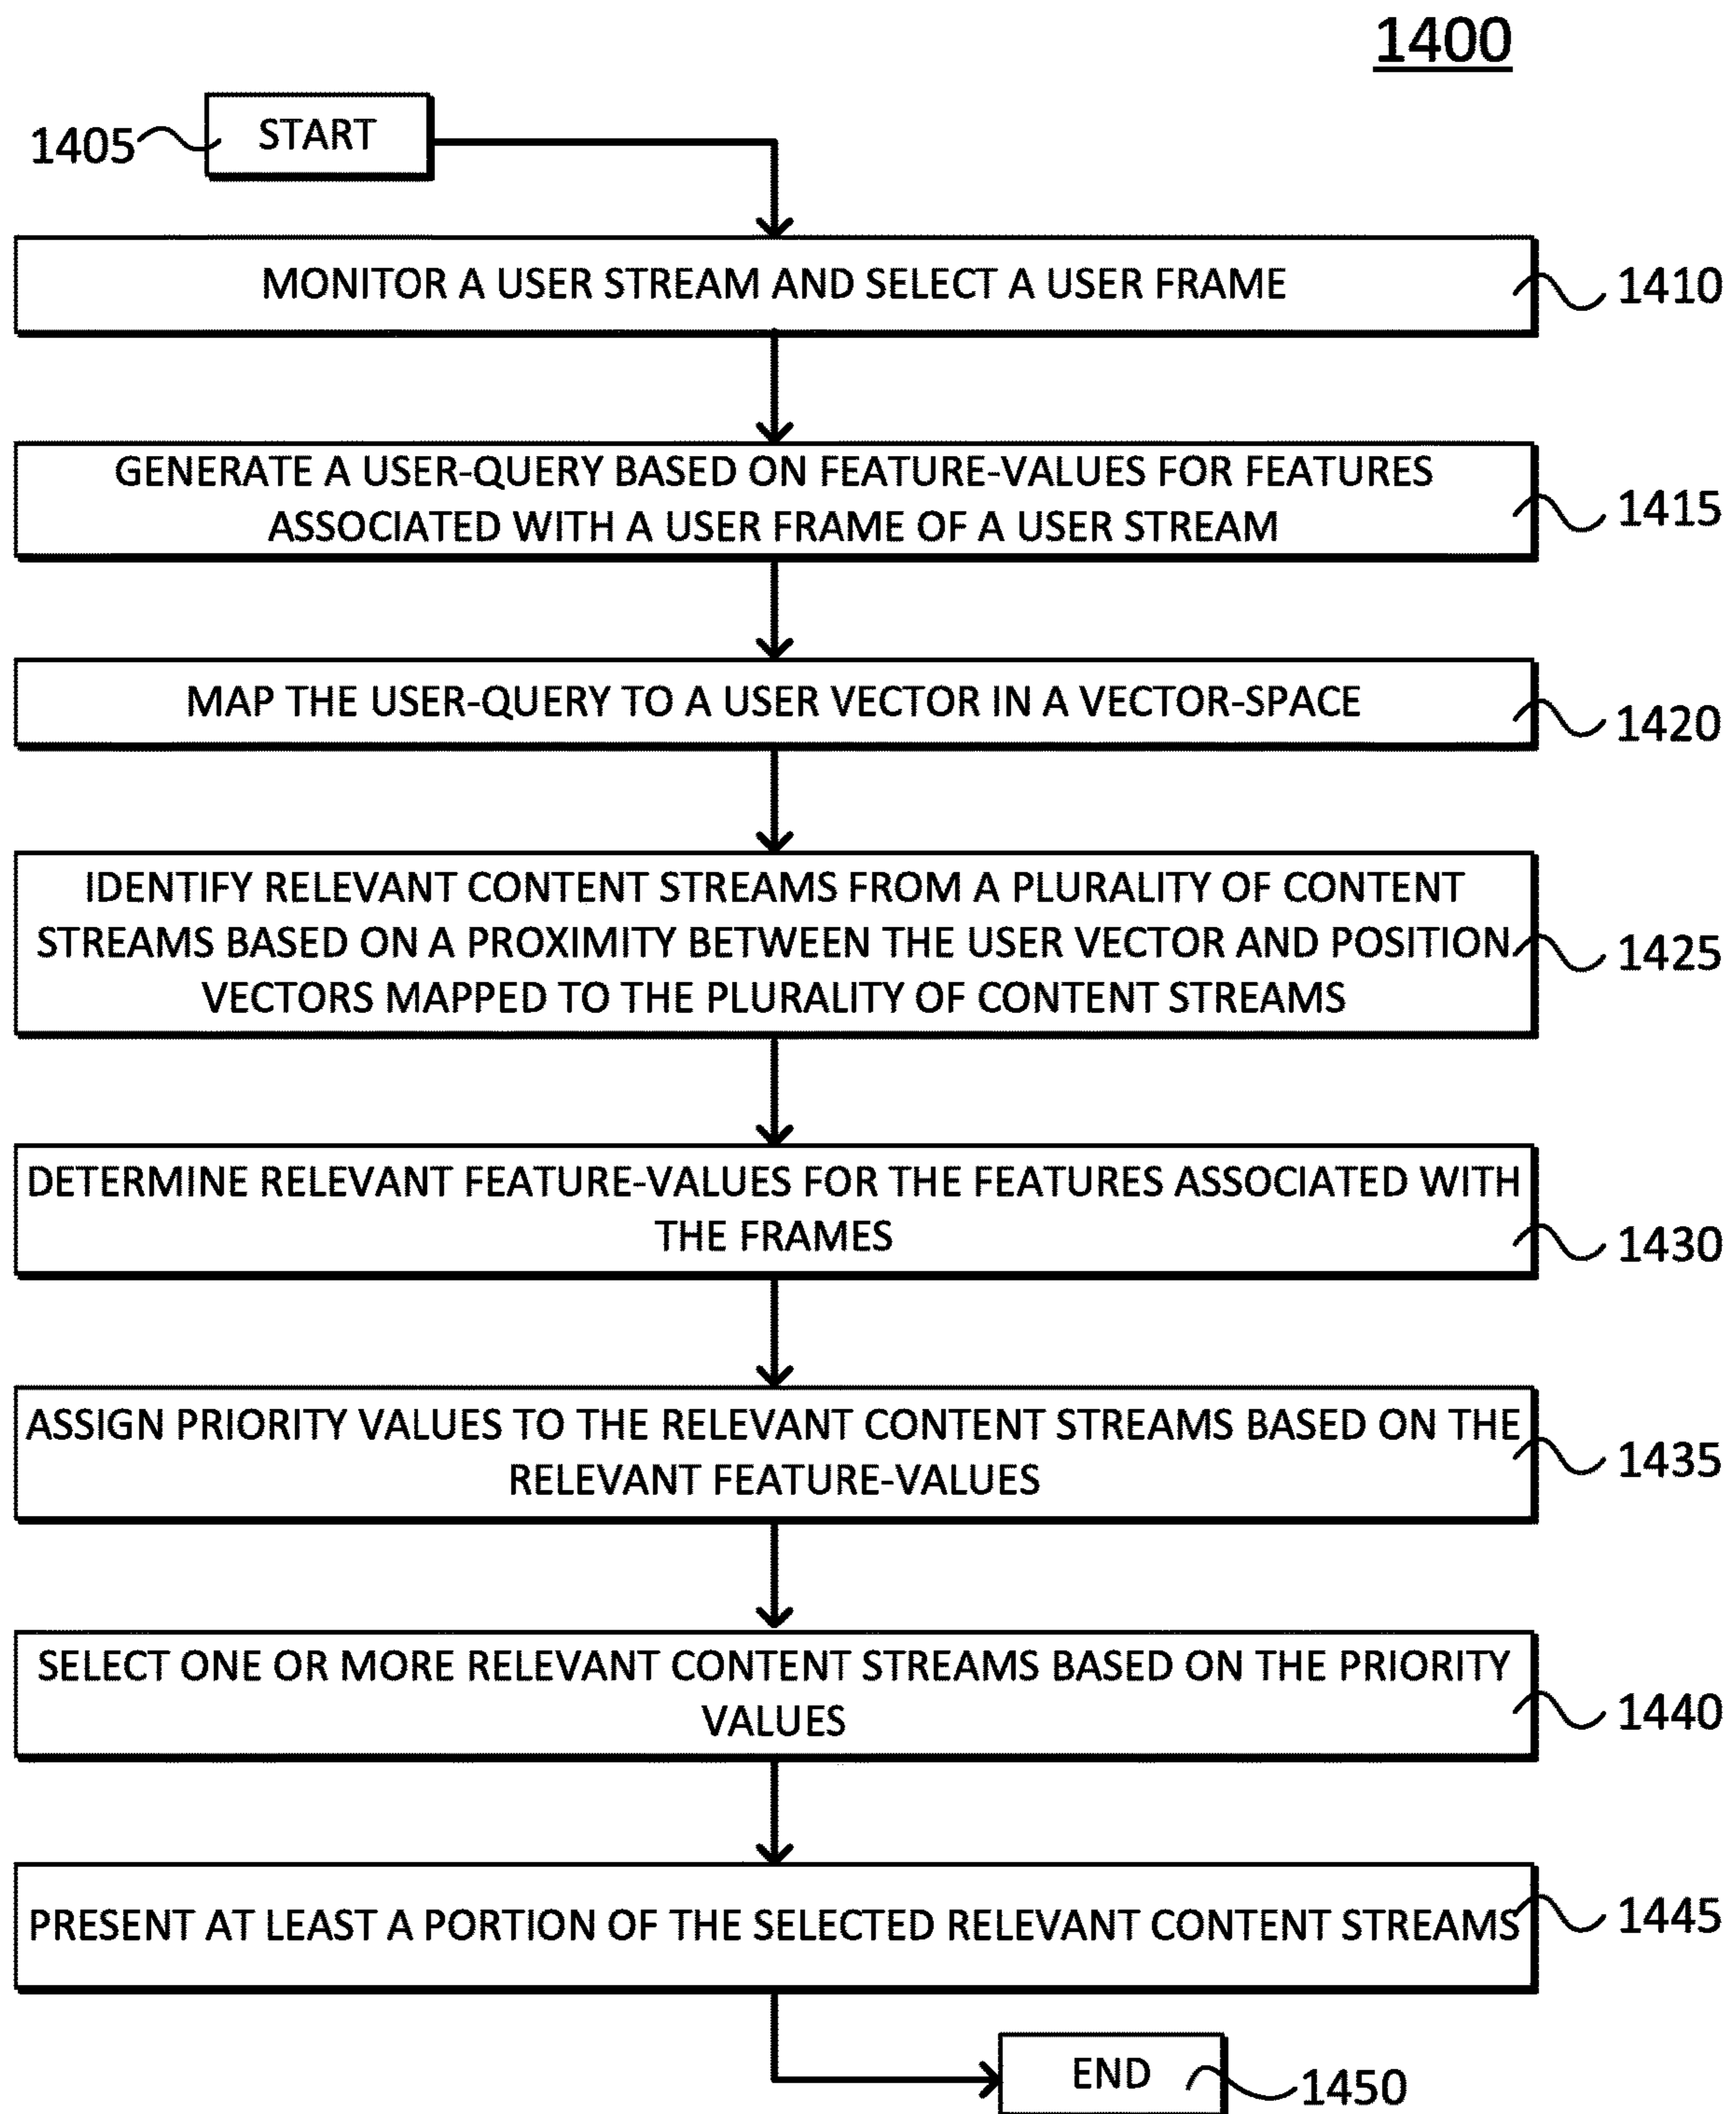 1400
START
1405
MONITOR A USER STREAM AND SELECT A USER FRAME
1410
GENERATE A USER-QUERY BASED ON FEATURE-VALUES FOR FEATURES
ASSOCIATED WITH A USER FRAME OF A USER STREAM
1415
MAP THE USER-QUERY TO A USER VECTOR IN A VECTOR-SPACE
1420
IDENTIFY RELEVANT CONTENT STREAMS FROM A PLURALITY OF CONTENT
STREAMS BASED ON A PROXIMITY BETWEEN THE USER VECTOR AND POSITION
VECTORS MAPPED TO THE PLURALITY OF CONTENT STREAMS
1425
DETERMINE RELEVANT FEATURE-VALUES FOR THE FEATURES ASSOCIATED WITH
THE FRAMES
1430
ASSIGN PRIORITY VALUES TO THE RELEVANT CONTENT STREAMS BASED ON THE
RELEVANT FEATURE-VALUES
1435
SELECT ONE OR MORE RELEVANT CONTENT STREAMS BASED ON THE PRIORITY
VALUES
1440
PRESENT AT LEAST A PORTION OF THE SELECTED RELEVANT CONTENT STREAMS
1445
END
1450